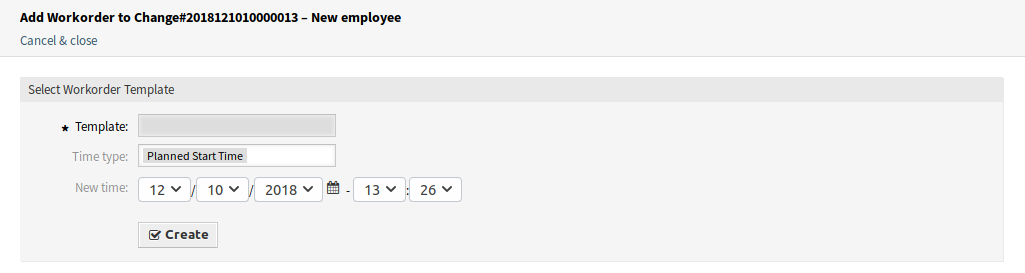 Add Workorder to Change#2018121010000013 – New employee
Cancel & close
Select Workorder Template
★ Template:
Time type: Planned Start Time
New time: 12 / 10 / 2018 - 13 : 26
Create